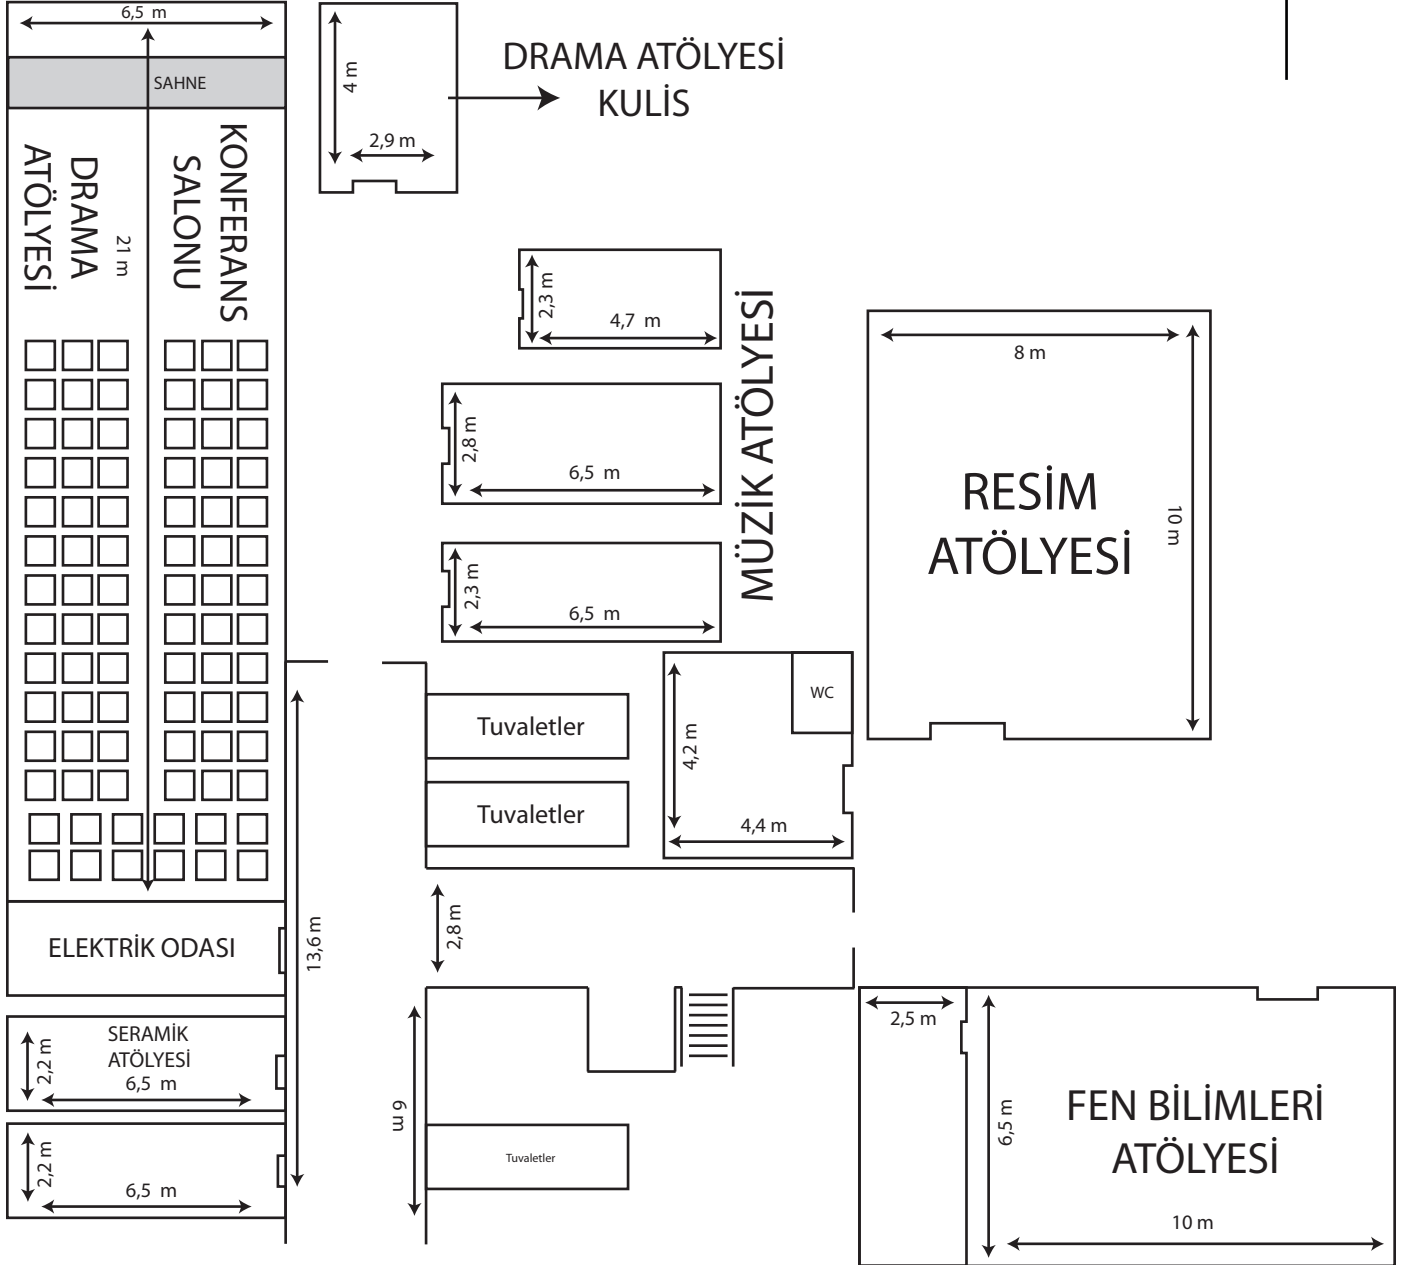 6,5 m
SAHNE
DRAMA
ATÖLYESİ
KONFERANS
SALONU
21 m
4 m
2,9 m
DRAMA ATÖLYESİ
KULİS
2,3 m
4,7 m
2,8 m
6,5 m
2,3 m
6,5 m
MÜZİK ATÖLYESİ
8 m
RESİM
ATÖLYESİ
10 m
Tuvaletler
Tuvaletler
WC
4,2 m
4,4 m
13,6 m
2,8 m
ELEKTRİK ODASI
SERAMİK
ATÖLYESİ
2,2 m
6,5 m
2,2 m
6,5 m
6 m
Tuvaletler
2,5 m
6,5 m
FEN BİLİMLERİ
ATÖLYESİ
10 m